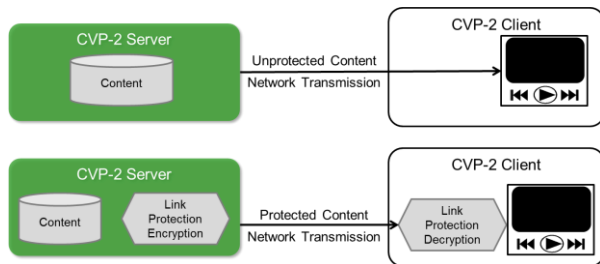 CVP-2 Server
Content
Unprotected Content
Network Transmission
CVP-2 Client
CVP-2 Server
Content
Link
Protection
Encryption
Protected Content
Network Transmission
CVP-2 Client
Link
Protection
Decryption